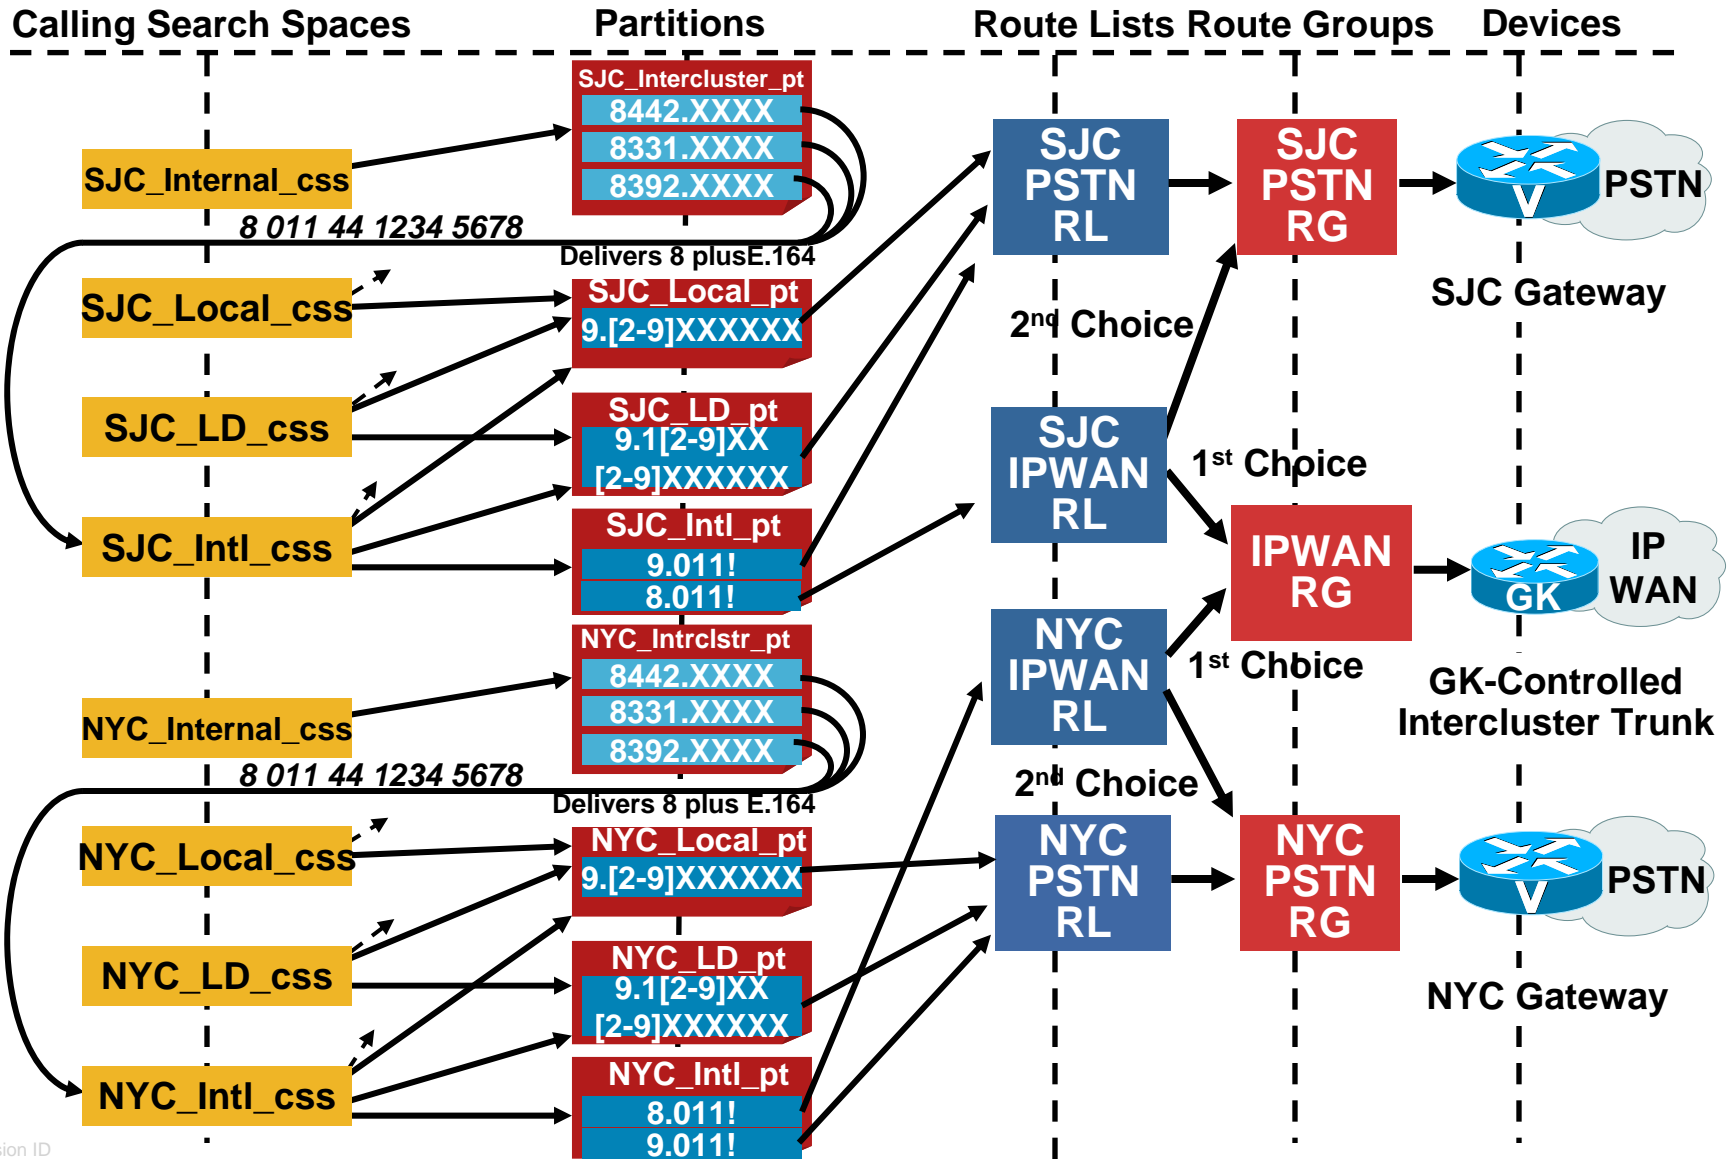 Calling Search Spaces
Partitions
Route Lists
Route Groups
Devices
SJC_Intercluster_pt
8442.XXXX
8331.XXXX
8392.XXXX
SJC_Internal_css
8 011 44 1234 5678
Delivers 8 plusE.164
SJC_Local_css
SJC_Local_pt
9.[2-9]XXXXXX
SJC_LD_css
SJC_LD_pt
9.1[2-9]XX
[2-9]XXXXXX
SJC_Intl_css
SJC_Intl_pt
9.011!
8.011!
SJC
PSTN
RL
SJC
PSTN
RG
V
PSTN
SJC Gateway
2nd Choice
SJC
IPWAN
RL
1st Choice
IPWAN
RG
GK
IP
WAN
GK-Controlled
Intercluster Trunk
NYC_Intrclstr_pt
8442.XXXX
8331.XXXX
8392.XXXX
NYC_Internal_css
8 011 44 1234 5678
Delivers 8 plus E.164
NYC
IPWAN
RL
1st Choice
2nd Choice
NYC_Local_css
NYC_Local_pt
9.[2-9]XXXXXX
NYC_LD_css
NYC_LD_pt
9.1[2-9]XX
[2-9]XXXXXX
NYC_Intl_css
NYC_Intl_pt
8.011!
9.011!
NYC
PSTN
RL
NYC
PSTN
RG
V
PSTN
NYC Gateway
ID